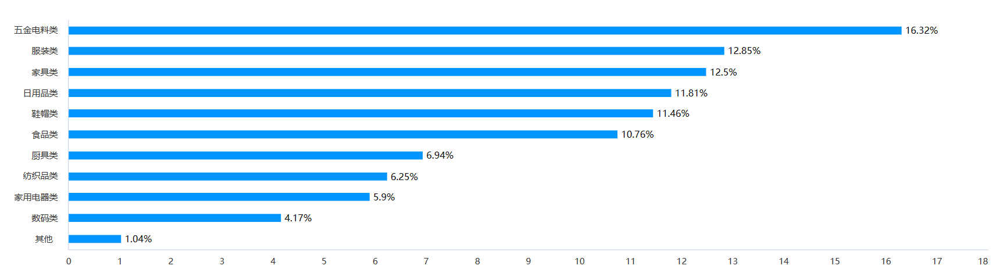 五金电料类 16.32%
服装类 12.85%
家具类 12.5%
日用品类 11.81%
鞋帽类 11.46%
食品类 10.76%
厨具类 6.94%
纺织品类 6.25%
家用电器类 5.9%
数码类 4.17%
其他 1.04%
0 1 2 3 4 5 6 7 8 9 10 11 12 13 14 15 16 17 18